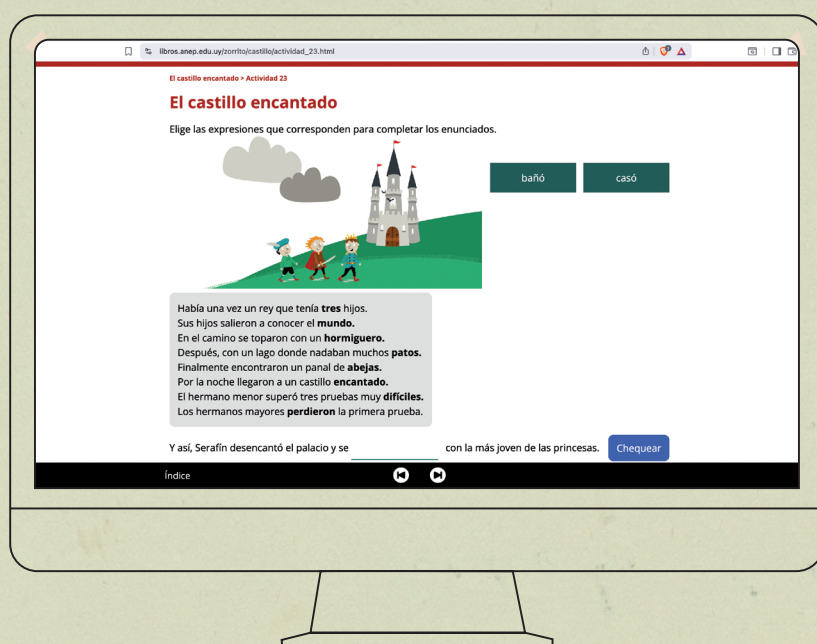 libros.anep.edu.uy/zorrito/castillo/actividad_23.html
El castillo encantado > Actividad 23
El castillo encantado
Elige las expresiones que corresponden para completar los enunciados.
bañó
casó
Había una vez un rey que tenía tres hijos.
Sus hijos salieron a conocer el mundo.
En el camino se toparon con un hormiguero.
Después, con un lago donde nadaban muchos patos.
Finalmente encontraron un panal de abejas.
Por la noche llegaron a un castillo encantado.
El hermano menor superó tres pruebas muy difíciles.
Los hermanos mayores perdieron la primera prueba.
Y así, Serafín desencantó el palacio y se ____________ con la más joven de las princesas. Chequear
Índice